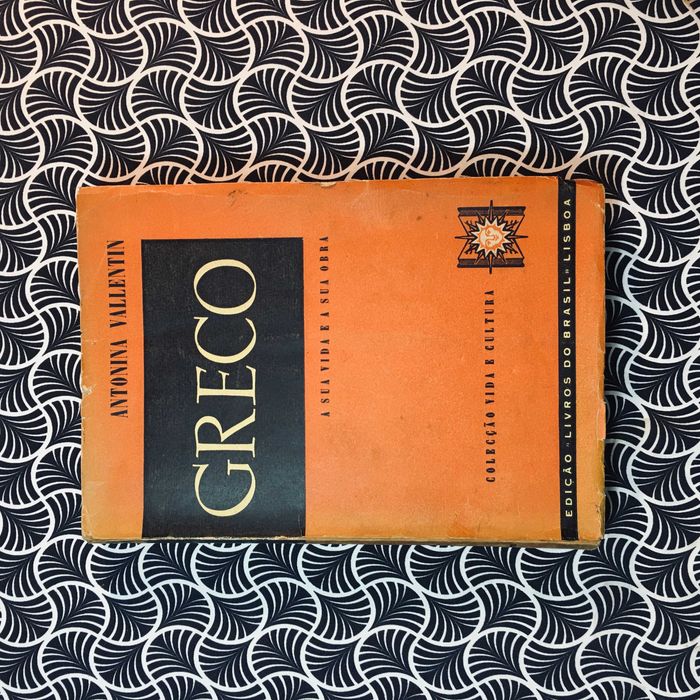 ANTONINA VALLENTIN
GRECO
A SUA VIDA E A SUA OBRA
COLECÇÃO VIDA E CULTURA
EDIÇÃO «LIVROS DO BRASIL» LISBOA